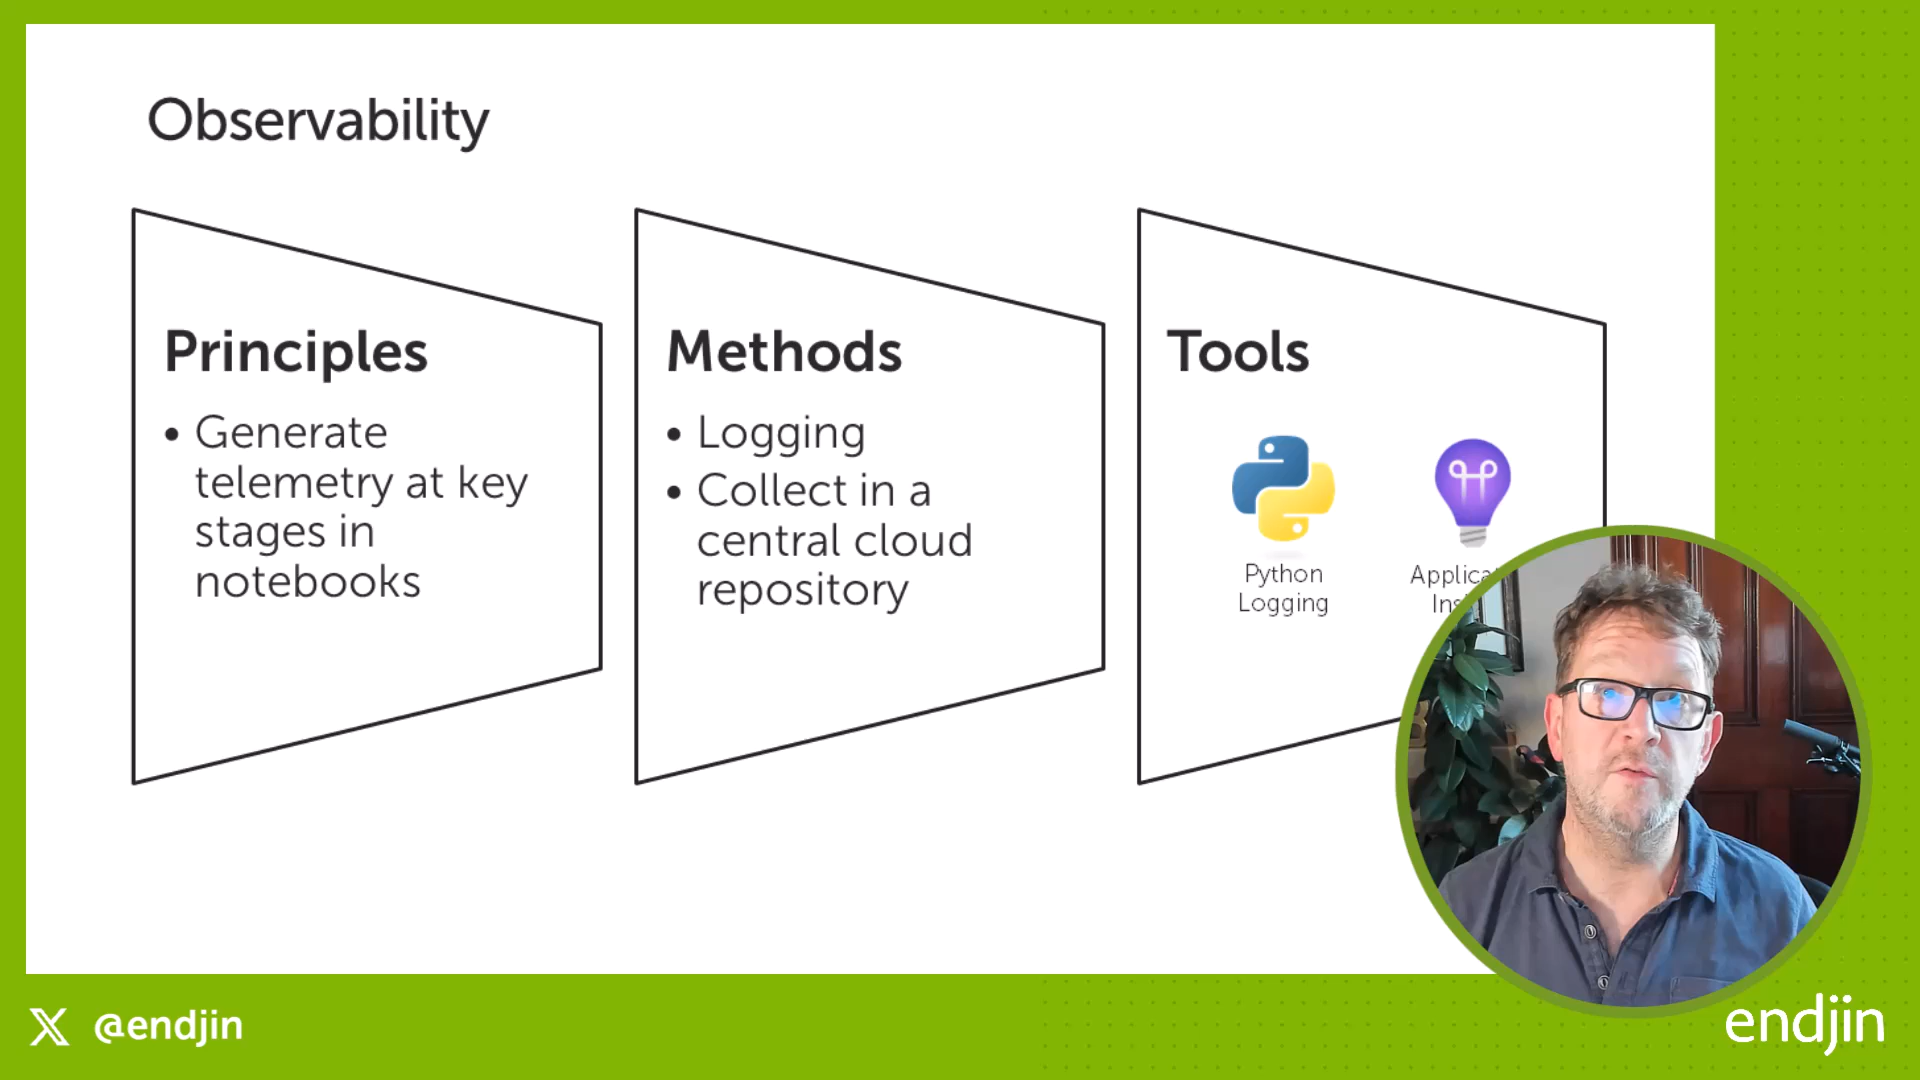 Observability
Principles
• Generate
telemetry at key
stages in
notebooks
Methods
• Logging
• Collect in a
central cloud
repository
Tools
Python
Logging
@endjin
endjin